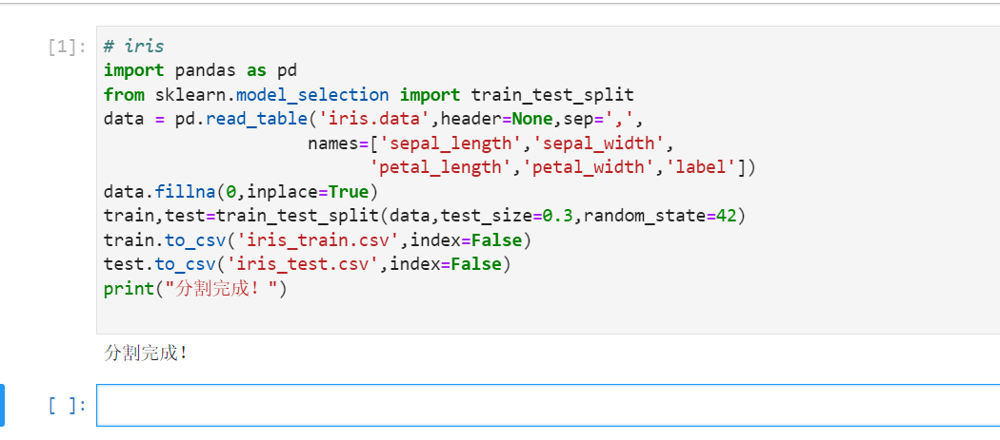 [1]: # iris
import pandas as pd
from sklearn.model_selection import train_test_split
data = pd.read_table('iris.data',header=None,sep=',',
names=['sepal_length','sepal_width',
'petal_length','petal_width','label'])
data.fillna(0,inplace=True)
train,test=train_test_split(data,test_size=0.3,random_state=42)
train.to_csv('iris_train.csv',index=False)
test.to_csv('iris_test.csv',index=False)
print("分割完成！")
分割完成！
[ ]: